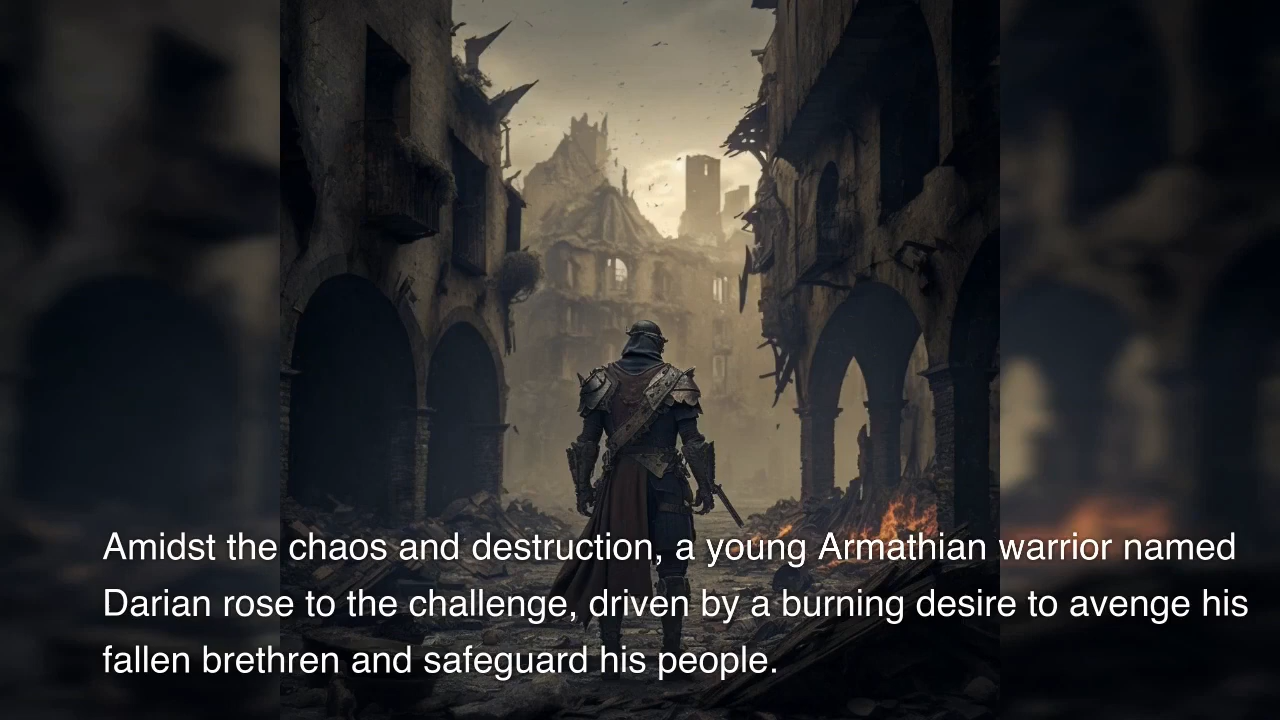 Amidst the chaos and destruction, a young Armathian warrior named
Darian rose to the challenge, driven by a burning desire to avenge his
fallen brethren and safeguard his people.